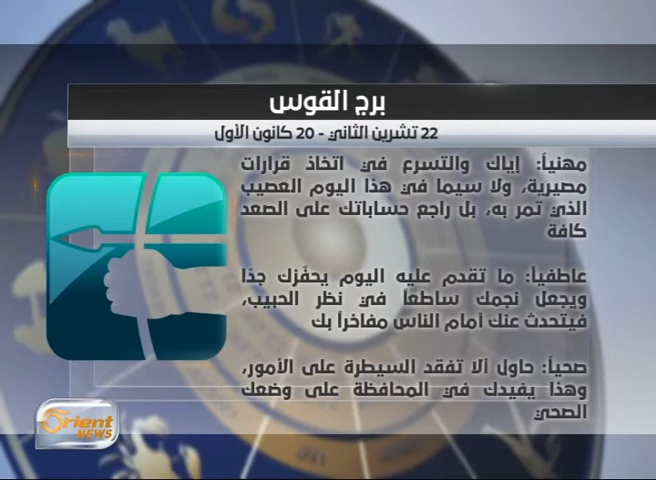 برج القوس
22 تشرين الثاني - 20 كانون الأول
مهنياً: إياك والتسرع في اتخاذ قرارات
مصيرية، ولا سيما في هذا اليوم العصيب
الذي تمر به، بل راجع حساباتك على الصعد
كافة
عاطفياً: ما تقدم عليه اليوم يحفّزك جدًا
ويجعل نجمك ساطعاً في نظر الحبيب،
فيتحدث عنك أمام الناس مفاخراً بك
صحياً: حاول ألا تفقد السيطرة على الأمور،
وهذا يفيدك في المحافظة على وضعك
الصحي
Orient
NEWS